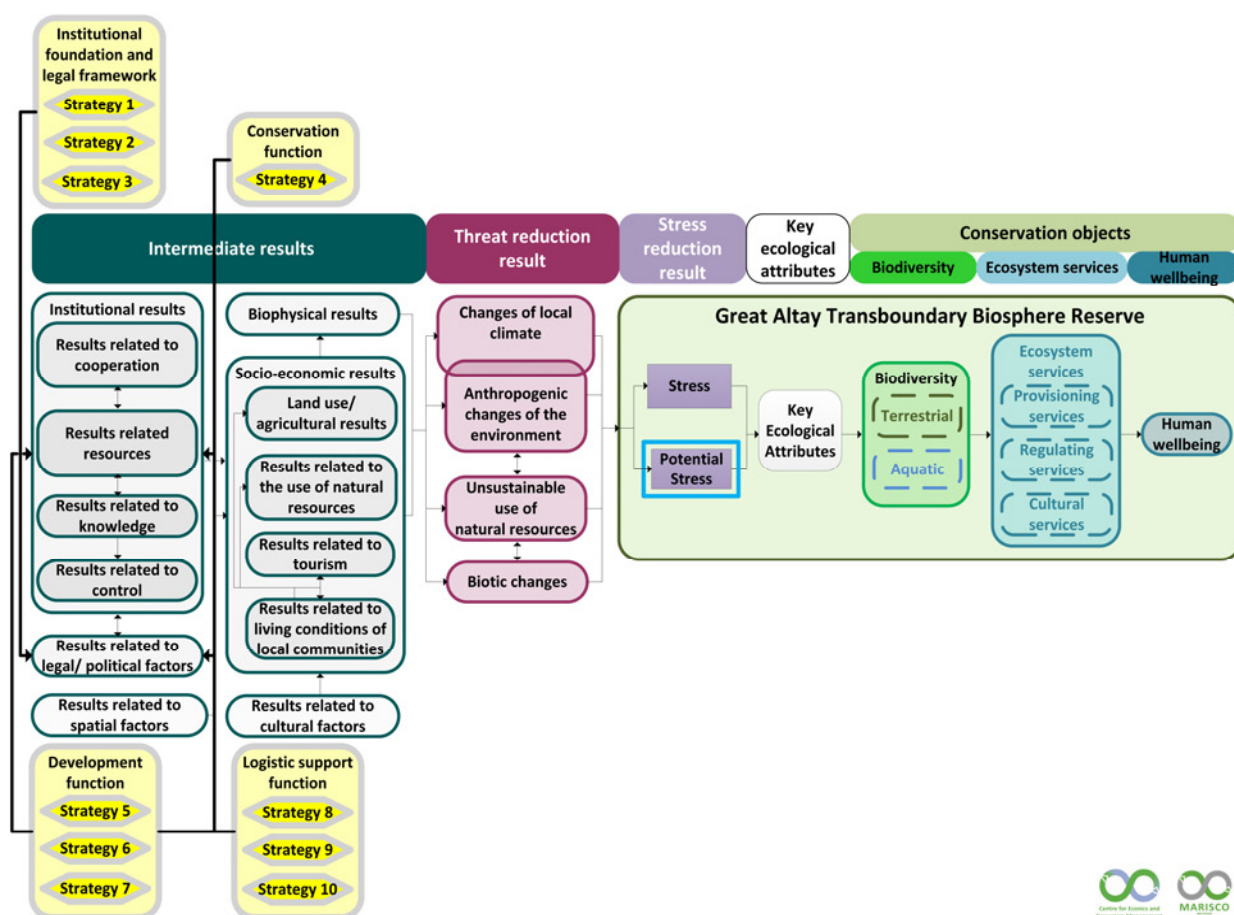 Institutional
foundation and
legal framework
Strategy 1
Strategy 2
Strategy 3
Conservation
function
Strategy 4
Intermediate results
Threat reduction
result
Stress
reduction
result
Key
ecological
attributes
Conservation objects
Biodiversity
Ecosystem services
Human
wellbeing
Institutional results
Results related to
cooperation
Results related
resources
Results related to
knowledge
Results related to
control
Results related to
legal/ political factors
Results related to
spatial factors
Biophysical results
Socio-economic results
Land use/
agricultural results
Results related to
the use of natural
resources
Results related to
tourism
Results related to
living conditions of
local communities
Results related to
cultural factors
Changes of local
climate
Anthropogenic
changes of the
environment
Unsustainable
use of
natural resources
Biotic changes
Great Altay Transboundary Biosphere Reserve
Stress
Potential
Stress
Key
Ecological
Attributes
Biodiversity
Terrestrial
Aquatic
Ecosystem
services
Provisioning
services
Regulating
services
Cultural
services
Human
wellbeing
Development
function
Strategy 5
Strategy 6
Strategy 7
Logistic support
function
Strategy 8
Strategy 9
Strategy 10
Centre for Econics and
MARISCO